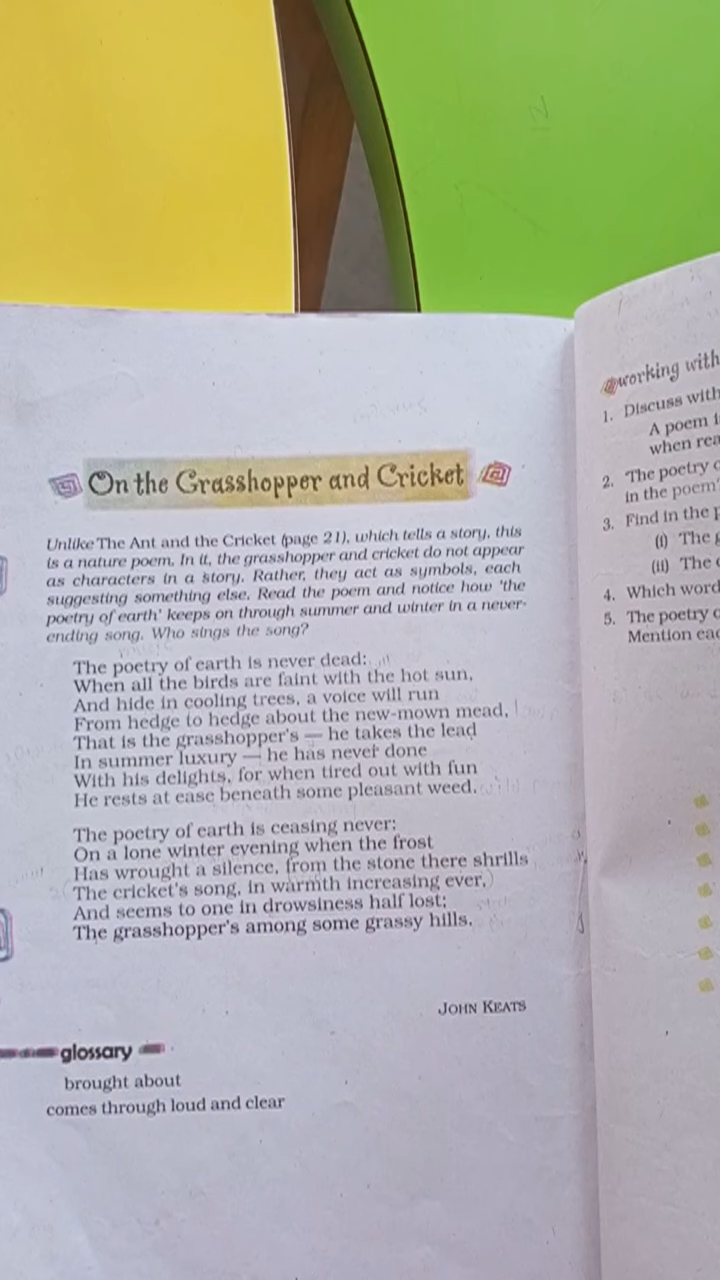 On the Grasshopper and Cricket
Unlike The Ant and the Cricket (page 21), which tells a story, this
is a nature poem. In it, the grasshopper and cricket do not appear
as characters in a story. Rather, they act as symbols, each
suggesting something else. Read the poem and notice how 'the
poetry of earth' keeps on through summer and winter in a never-
ending song. Who sings the song?
The poetry of earth is never dead:
When all the birds are faint with the hot sun,
And hide in cooling trees, a voice will run
From hedge to hedge about the new-mown mead,
That is the grasshopper's — he takes the lead
In summer luxury — he has never done
With his delights, for when tired out with fun
He rests at ease beneath some pleasant weed.
The poetry of earth is ceasing never:
On a lone winter evening when the frost
Has wrought a silence, from the stone there shrills
The cricket's song, in warmth increasing ever,
And seems to one in drowsiness half lost;
The grasshopper's among some grassy hills.
JOHN KEATS
glossary
brought about
comes through loud and clear
working with
1. Discuss with
A poem
when
2. 'The poetry
in the poem'
3. Find in the
(i) The
(ii) The
4. Which
5. The poetry
Mention